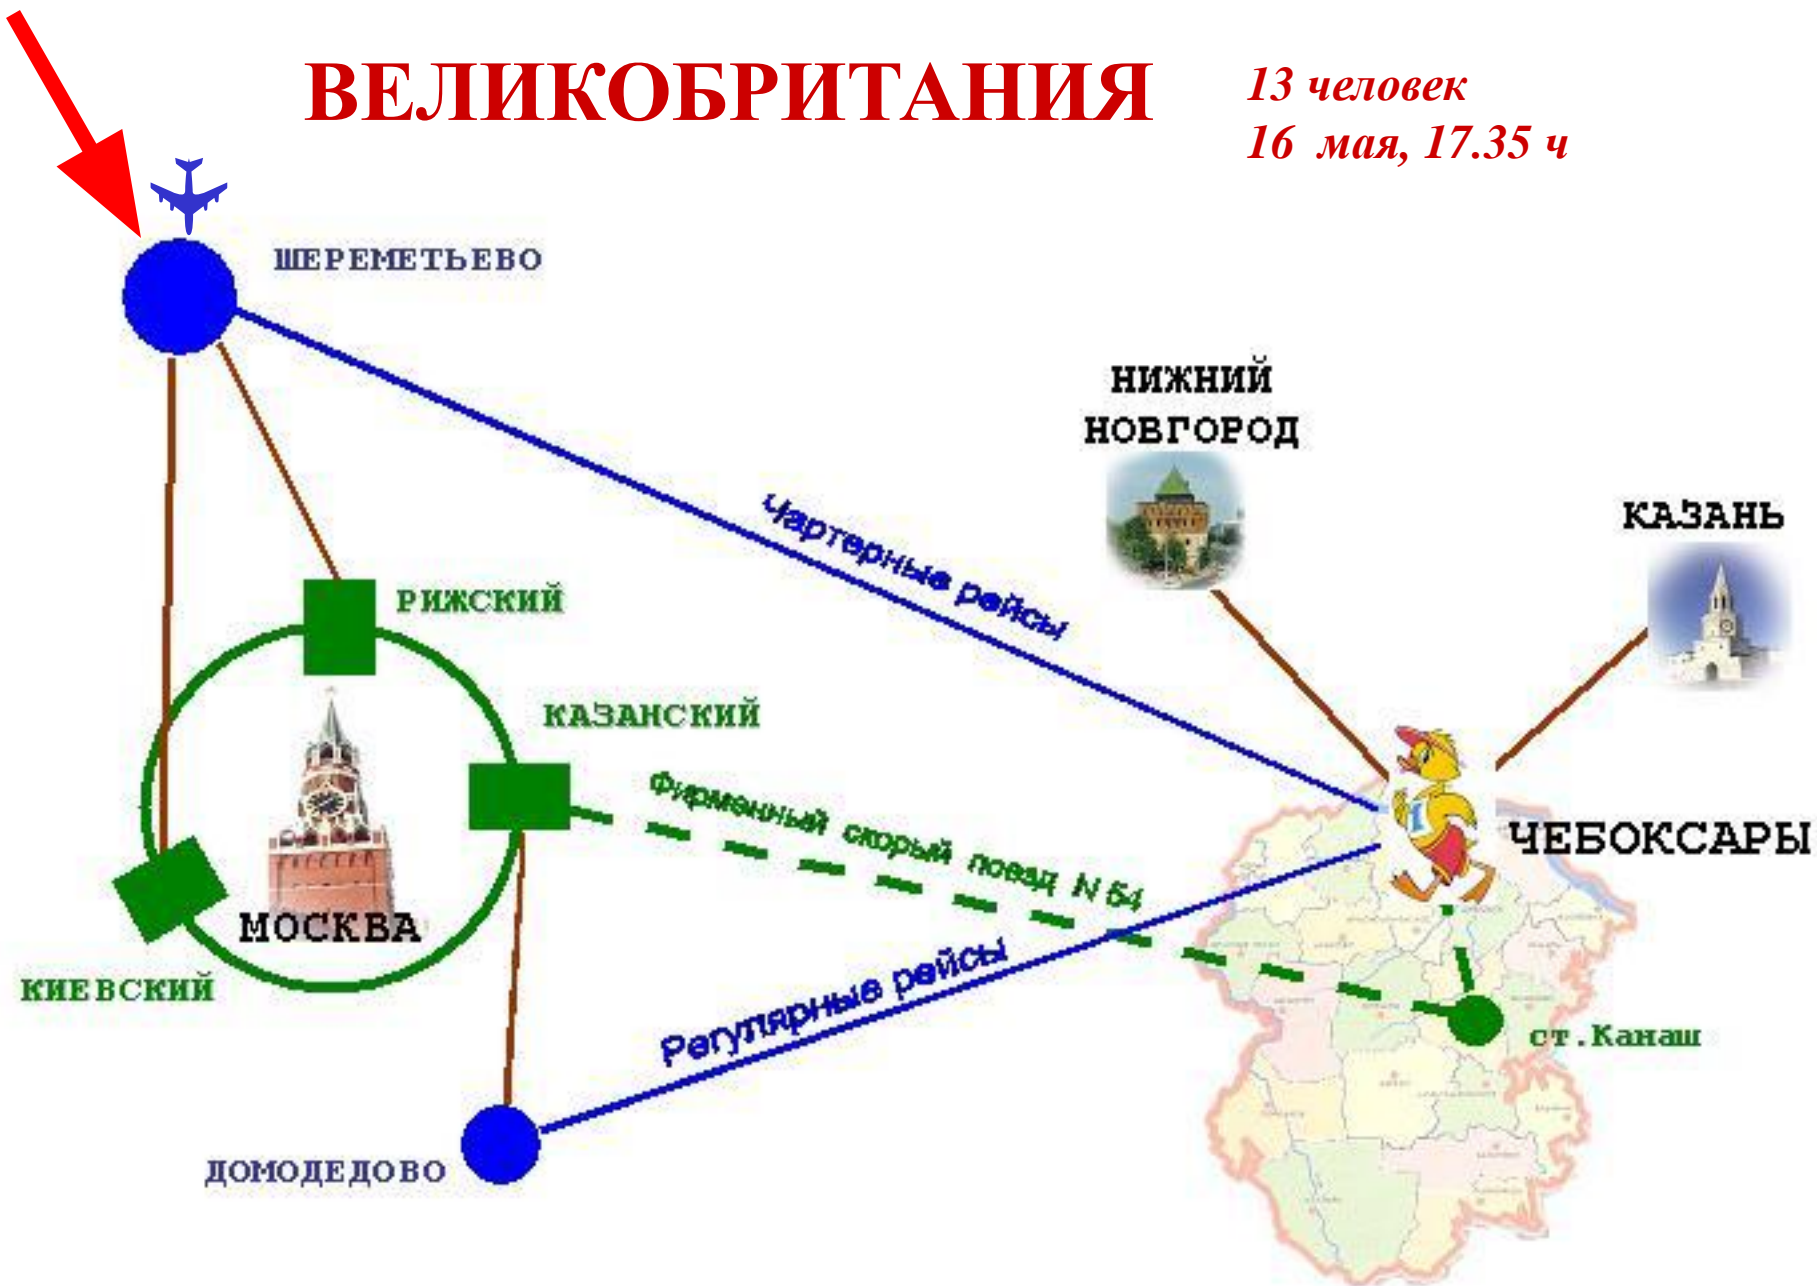 ВЕЛИКОБРИТАНИЯ
13 человек
16 мая, 17.35 ч
ШЕРЕМЕТЬЕВО
НИЖНИЙ
НОВГОРОД
КАЗАНЬ
Чартерные рейсы
РИЖСКИЙ
КАЗАНСКИЙ
Фирменный скорый поезд N 54
ЧЕБОКСАРЫ
МОСКВА
КИЕВСКИЙ
Регулярные рейсы
ст.Канаш
ДОМОДЕДОВО